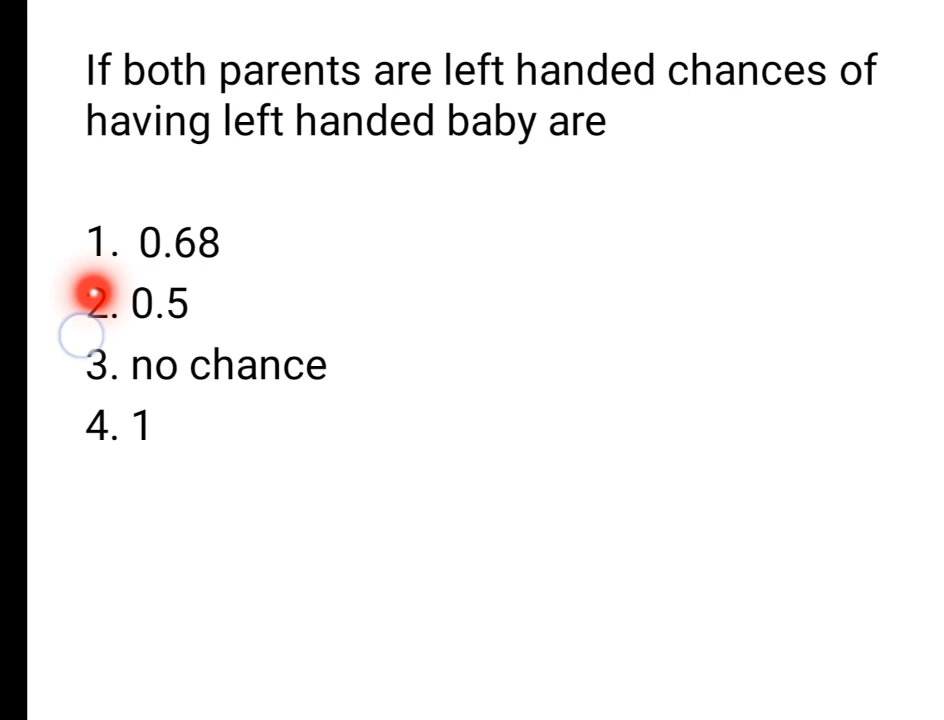 If both parents are left handed chances of
having left handed baby are
1. 0.68
2. 0.5
3. no chance
4. 1